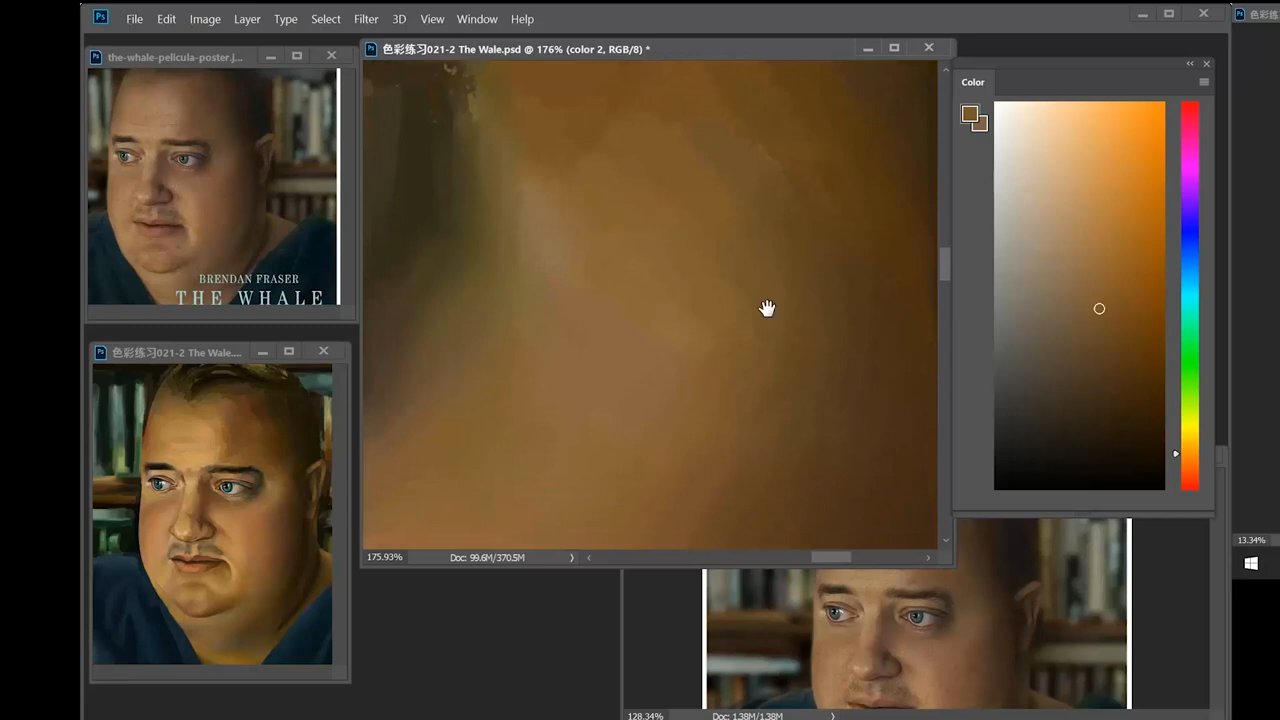 File Edit Image Layer Type Select Filter 3D View Window Help
色彩练
the-whale-pelicula-poster.j...
色彩练习021-2 The Wale.psd @ 176% (color 2, RGB/8) *
Color
BRENDAN FRASER
THE WHALE
色彩练习021-2 The Wale....
175.93% Doc: 99.6M/370.5M
13.34%
128.34% Doc: 1.38M/1.38M